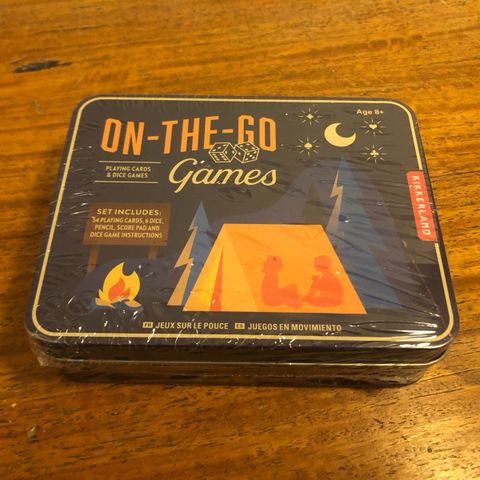 Age 8+
ON-THE-GO
Games
PLAYING CARDS
& DICE GAMES
KIKKERLAND
SET INCLUDES:
54 PLAYING CARDS, 6 DICE,
PENCIL, SCORE PAD AND
DICE GAME INSTRUCTIONS
FR JEUX SUR LE POUCE ES JUEGOS EN MOVIMIENTO